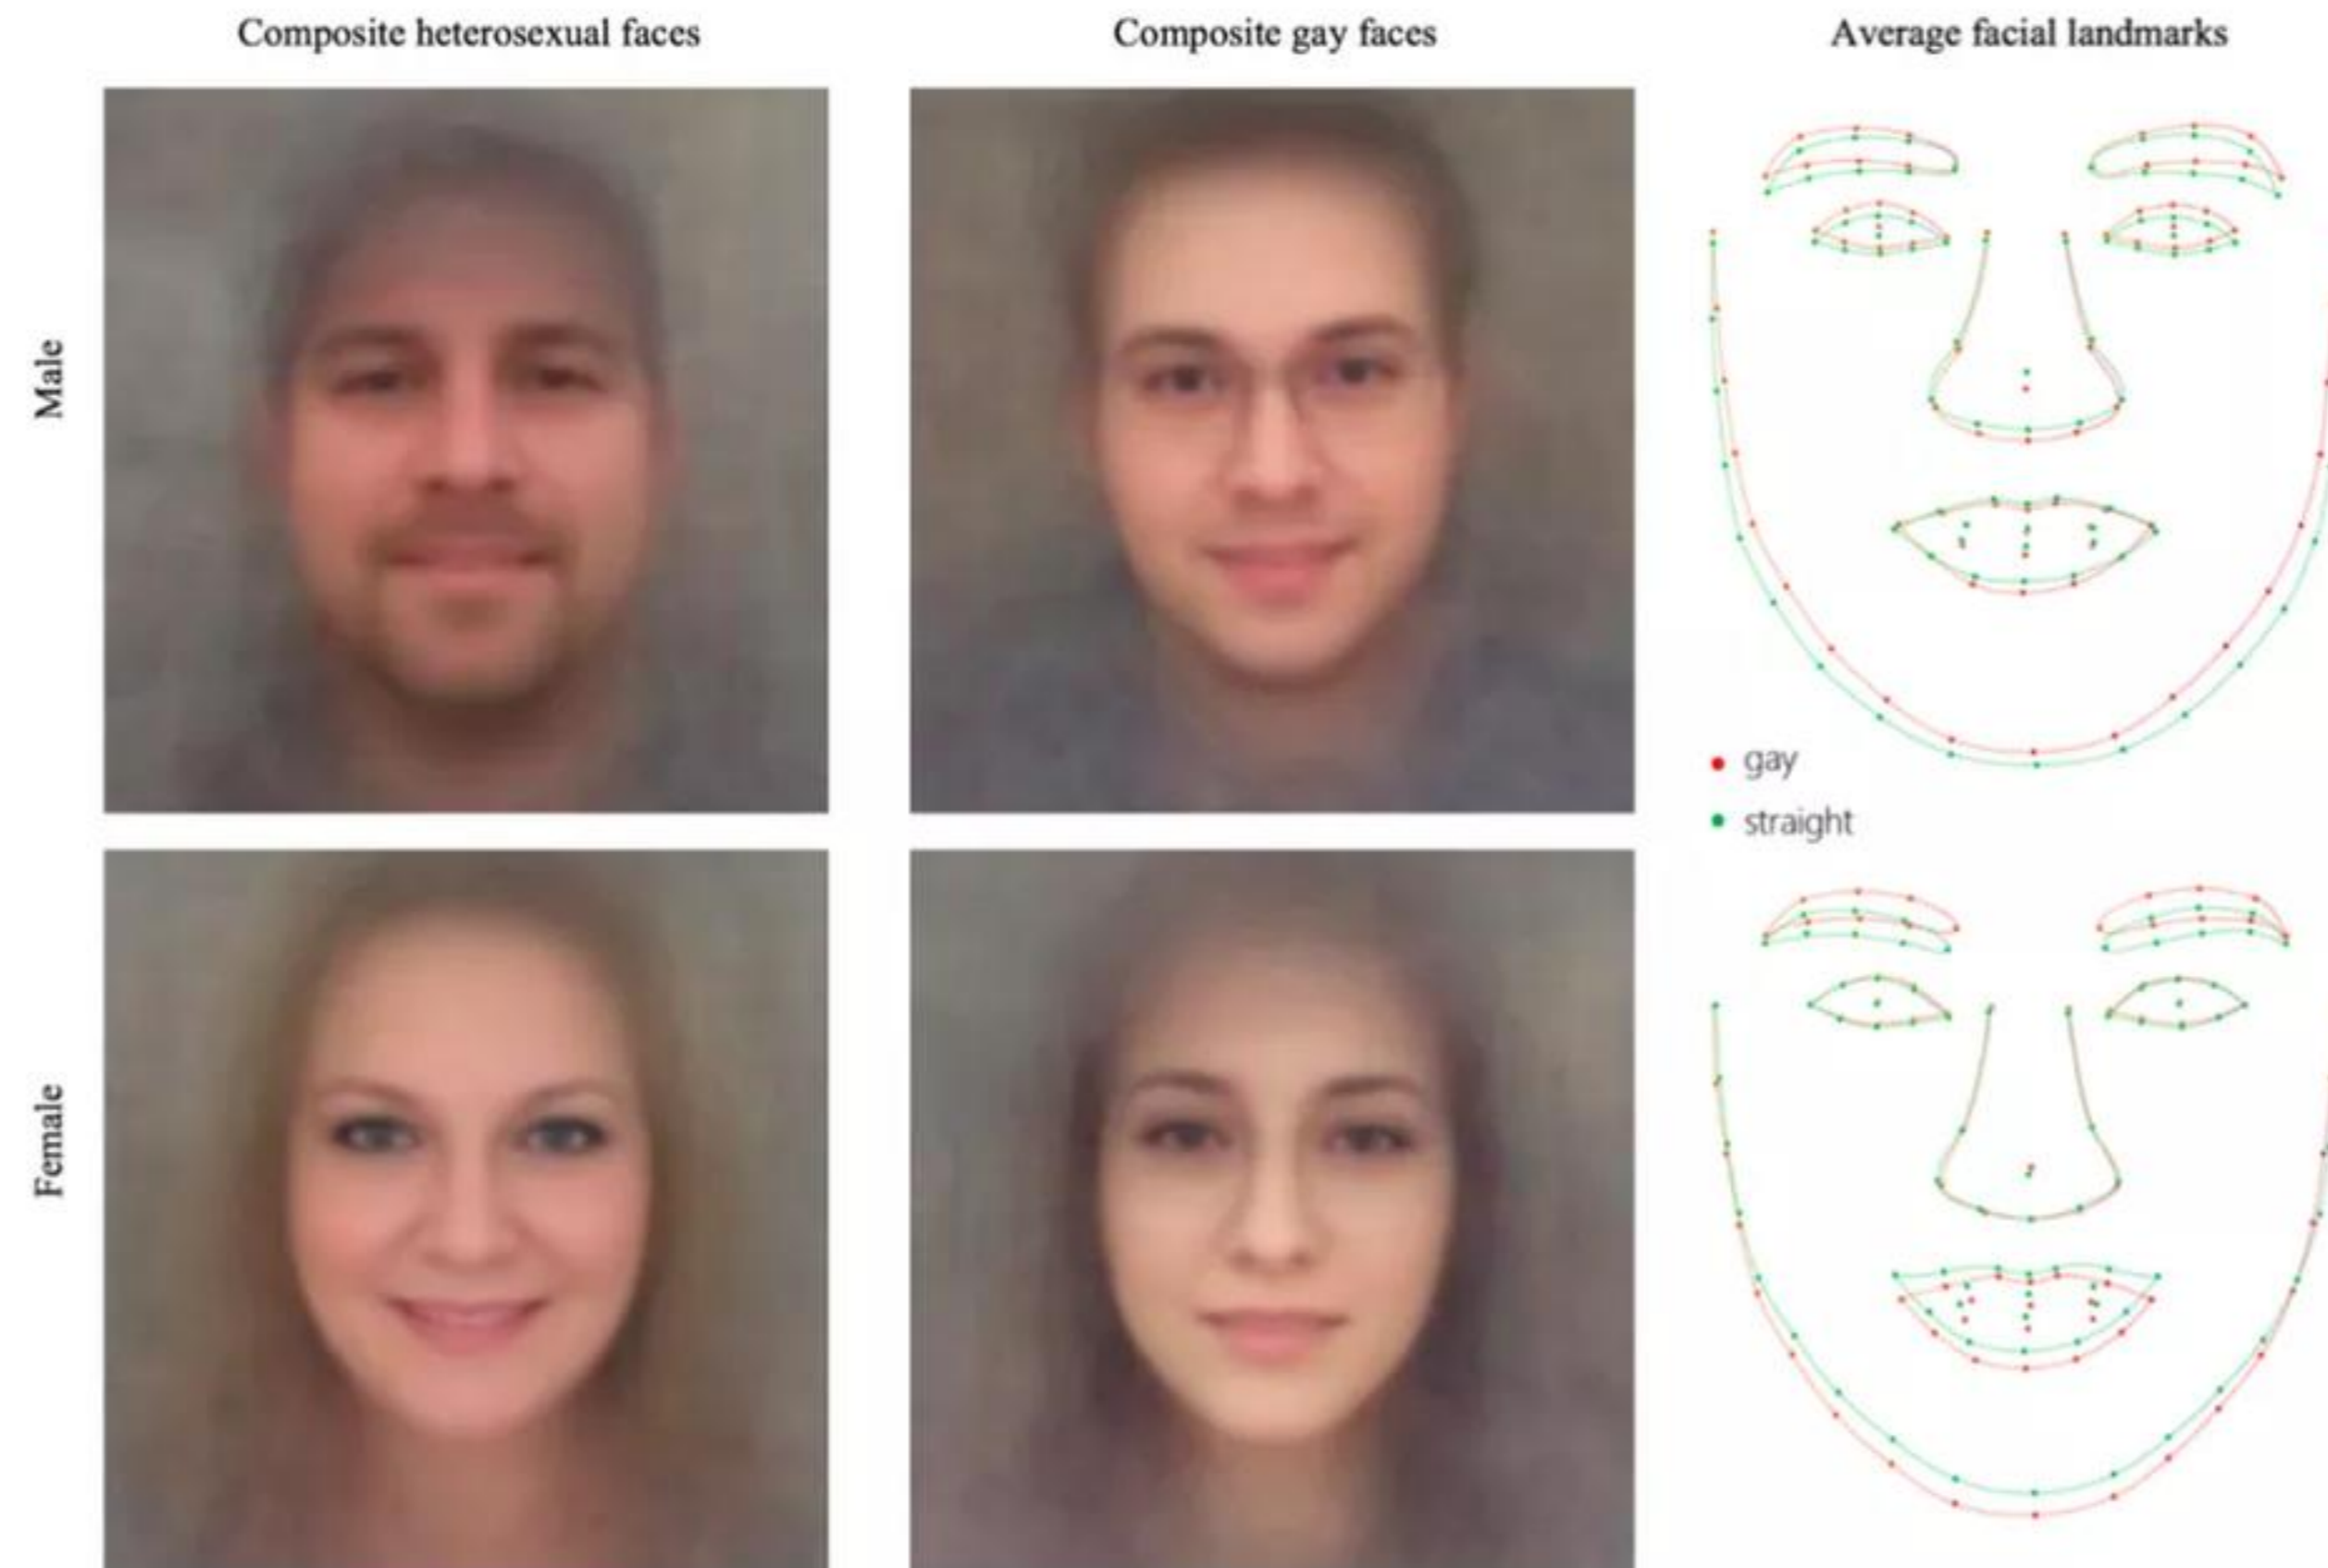 Composite heterosexual faces
Composite gay faces
Average facial landmarks
Male
gay
straight
Female